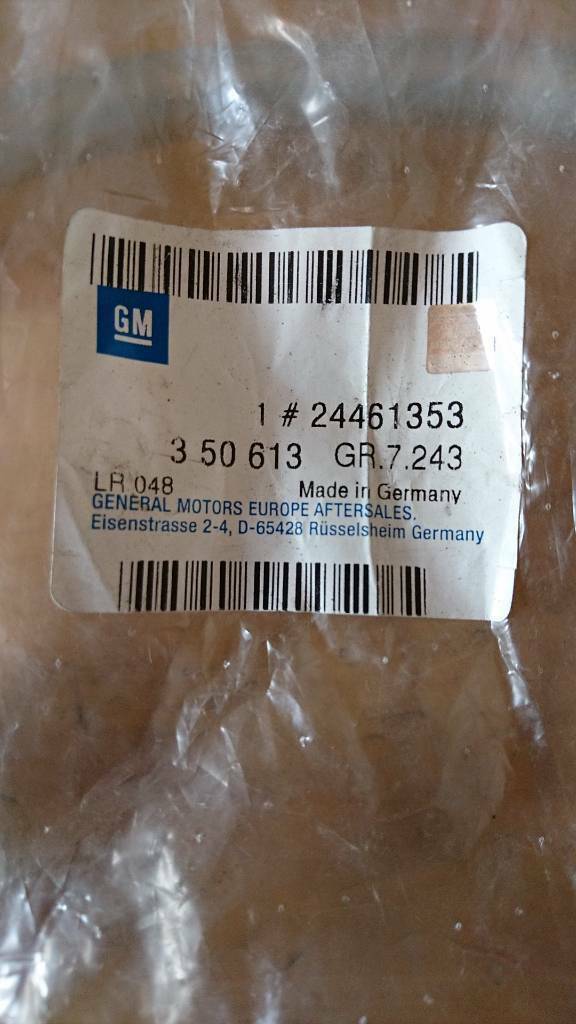 GM
1 # 24461353
3 50 613 GR.7.243
LR 048 Made in Germany
GENERAL MOTORS EUROPE AFTERSALES.
Eisenstrasse 2-4, D-65428 Rüsselsheim Germany